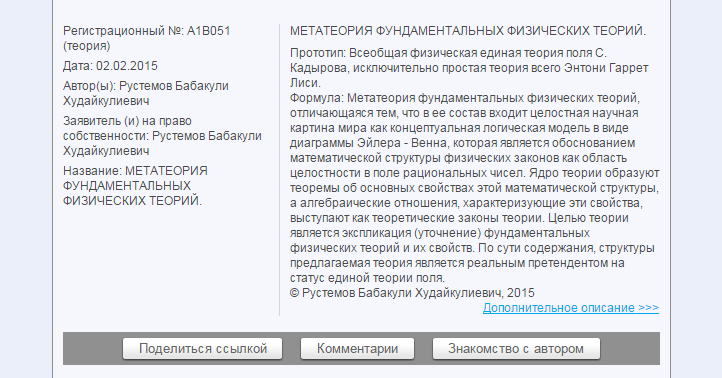 Регистрационный №: A1B051
(теория)
Дата: 02.02.2015
Автор(ы): Рустемов Бабакули
Худайкулиевич
Заявитель (и) на право
собственности: Рустемов Бабакули
Худайкулиевич
Название: МЕТАТЕОРИЯ
ФУНДАМЕНТАЛЬНЫХ
ФИЗИЧЕСКИХ ТЕОРИЙ.
МЕТАТЕОРИЯ ФУНДАМЕНТАЛЬНЫХ ФИЗИЧЕСКИХ ТЕОРИЙ.
Прототип: Всеобщая физическая единая теория поля С.
Кадырова, исключительно простая теория всего Энтони Гаррет
Лиси.
Формула: Метатеория фундаментальных физических теорий,
отличающаяся тем, что в ее состав входит целостная научная
картина мира как концептуальная логическая модель в виде
диаграммы Эйлера - Венна, которая является обоснованием
математической структуры физических законов как область
целостности в поле рациональных чисел. Ядро теории образуют
теоремы об основных свойствах этой математической структуры,
а алгебраические отношения, характеризующие эти свойства,
выступают как теоретические законы теории. Целью теории
является экспликация (уточнение) фундаментальных
физических теорий и их свойств. По сути содержания, структуры
предлагаемая теория является реальным претендентом на
статус единой теории поля.
© Рустемов Бабакули Худайкулиевич, 2015
Дополнительное описание >>>
Поделиться ссылкой
Комментарии
Знакомство с автором